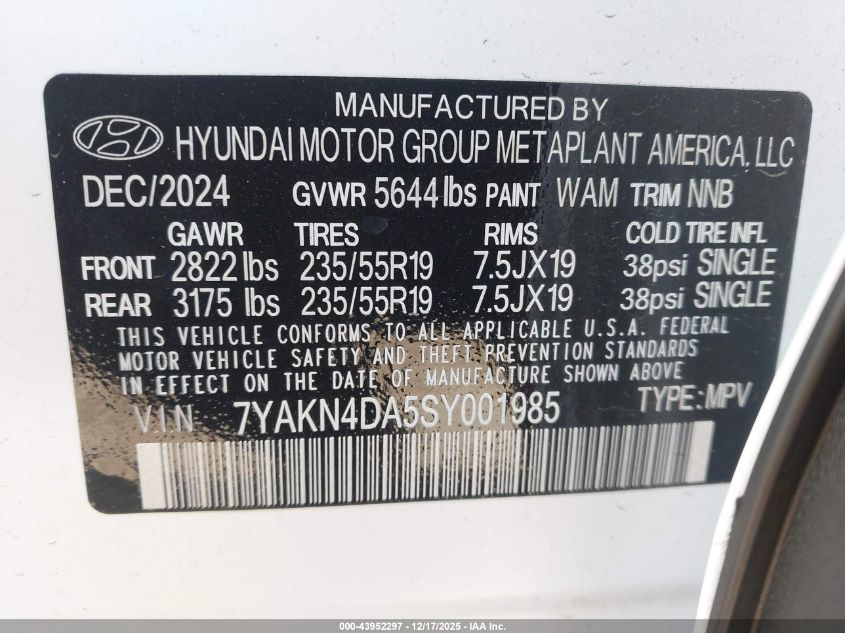 MANUFACTURED BY
HYUNDAI MOTOR GROUP METAPLANT AMERICA, LLC
DEC/2024 GVWR 5644 lbs PAINT WAM TRIM NNB
GAWR TIRES RIMS COLD TIRE INFL
FRONT 2822 lbs 235/55R19 7.5JX19 38psi SINGLE
REAR 3175 lbs 235/55R19 7.5JX19 38psi SINGLE
THIS VEHICLE CONFORMS TO ALL APPLICABLE U.S.A. FEDERAL
MOTOR VEHICLE SAFETY AND THEFT PREVENTION STANDARDS
IN EFFECT ON THE DATE OF MANUFACTURE SHOWN ABOVE
VIN 7YAKN4DA5SY001985 TYPE:MPV
000-43952297 - 12/17/2025 - IAA Inc.